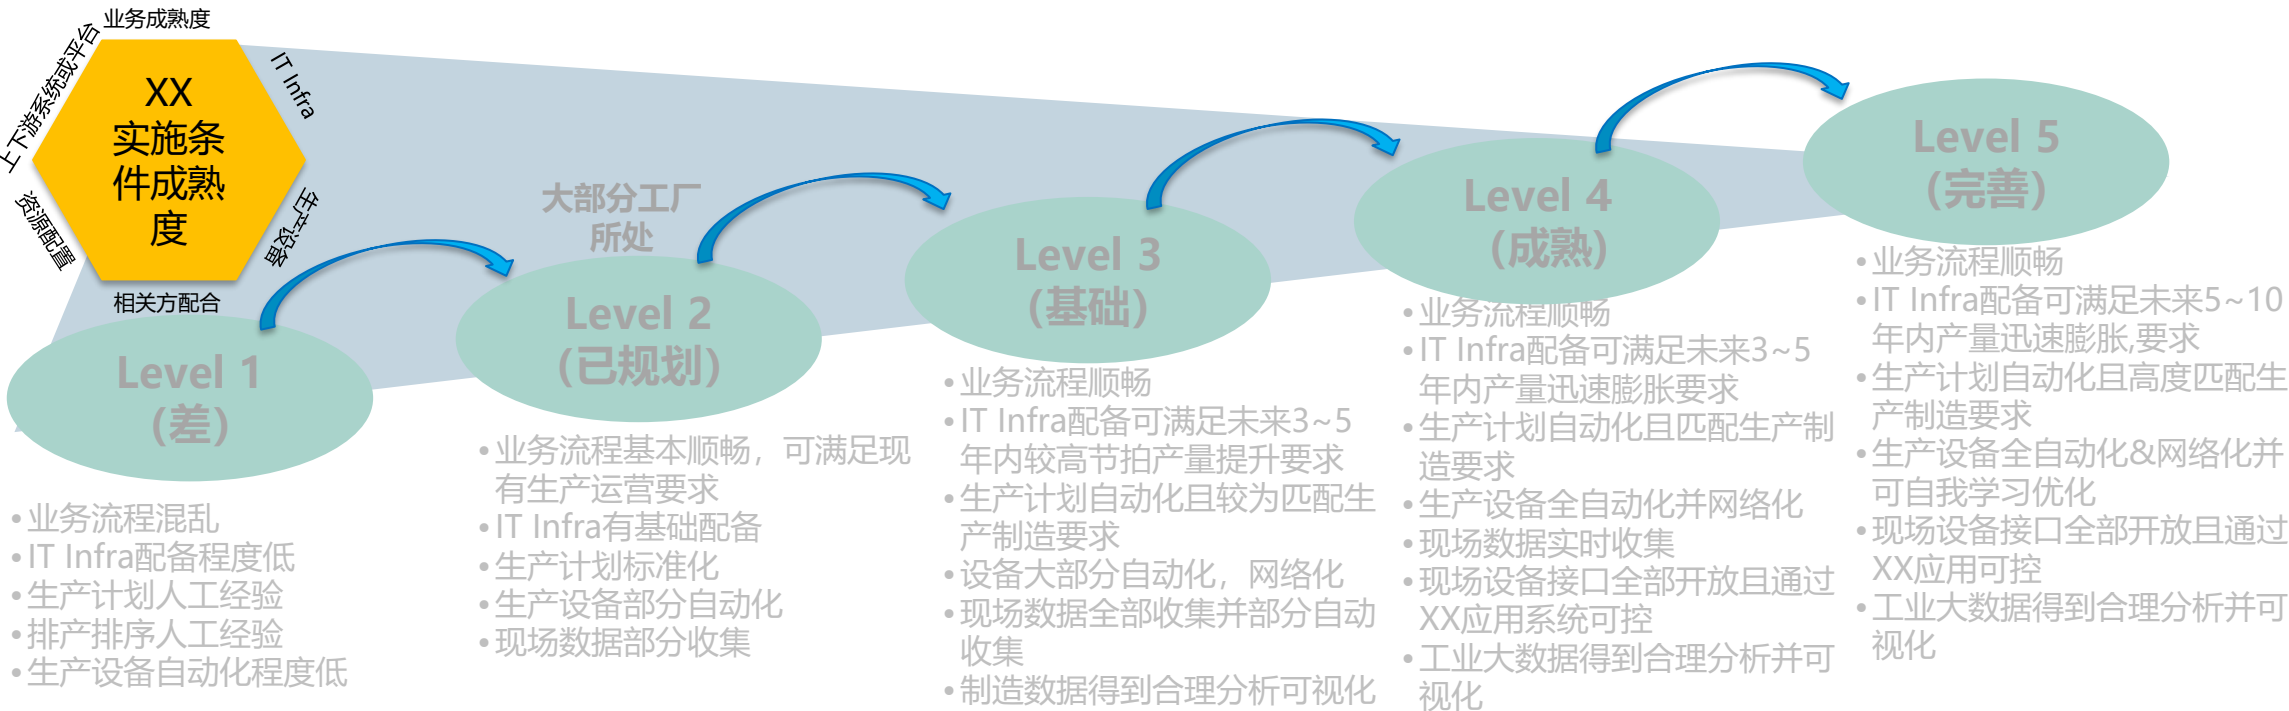 业务成熟度
上下游系统或平台
IT Infra
XX
实施条
件成熟
度
资源配置
生产设备
相关方配合
Level 1
（差）
•业务流程混乱
•IT Infra配备程度低
•生产计划人工经验
•排产排序人工经验
•生产设备自动化程度低
大部分工厂
所处
Level 2
（已规划）
•业务流程基本顺畅，可满足现
有生产运营要求
•IT Infra有基础配备
•生产计划标准化
•生产设备部分自动化
•现场数据部分收集
Level 3
（基础）
•业务流程顺畅
•IT Infra配备可满足未来3~5
年内较高节拍产量提升要求
•生产计划自动化且较为匹配生
产制造要求
•设备大部分自动化，网络化
•现场数据全部收集并部分自动
收集
•制造数据得到合理分析可视化
Level 4
（成熟）
•业务流程顺畅
•IT Infra配备可满足未来3~5
年内产量迅速膨胀要求
•生产计划自动化且匹配生产制
造要求
•生产设备全自动化并网络化
•现场数据实时收集
•现场设备接口全部开放且通过
XX应用系统可控
•工业大数据得到合理分析并可
视化
Level 5
（完善）
•业务流程顺畅
•IT Infra配备可满足未来5~10
年内产量迅速膨胀,要求
•生产计划自动化且高度匹配生
产制造要求
•生产设备全自动化&网络化并
可自我学习优化
•现场设备接口全部开放且通过
XX应用可控
•工业大数据得到合理分析并可
视化